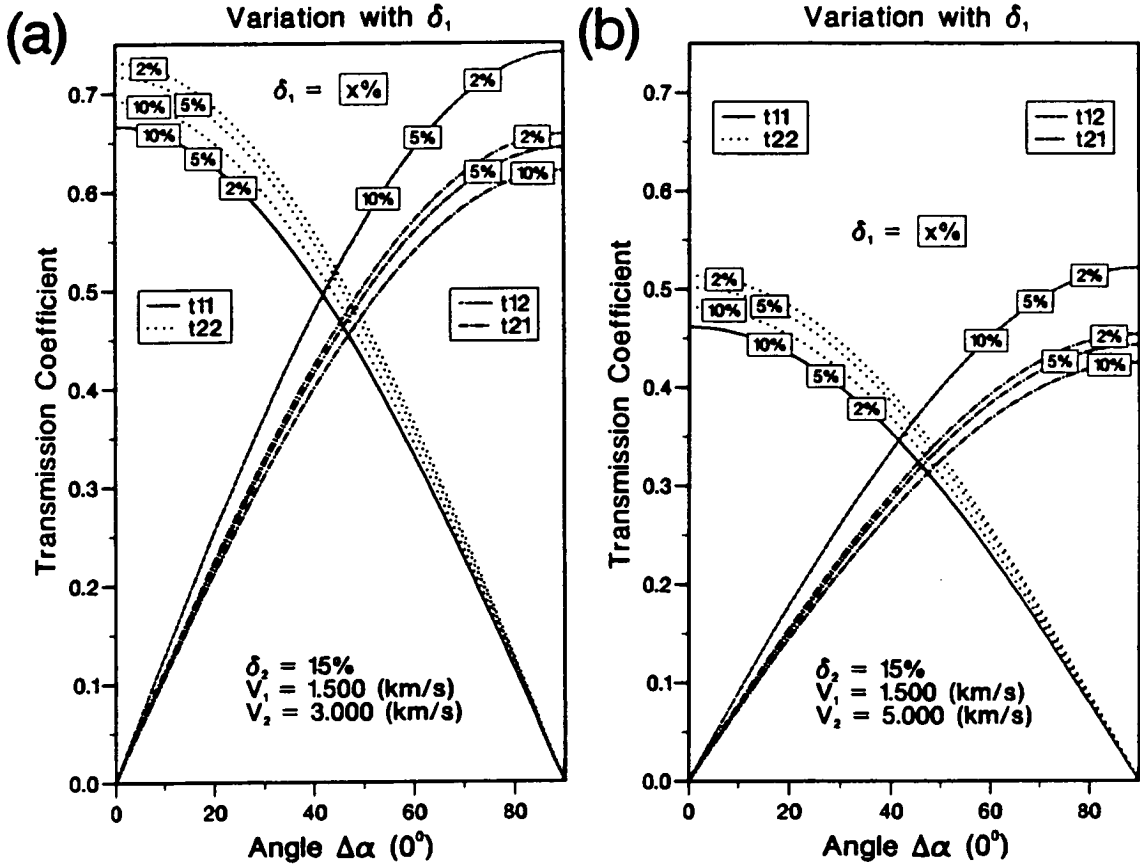 (a)
Variation with δ₁
0.7
0.6
0.5
0.4
0.3
0.2
0.1
0.0
Transmission Coefficient
δ₁ = x%
2%
5%
10%
10%
5%
2%
2%
5%
10%
2%
5%
10%
t11
t22
t12
t21
δ₂ = 15%
V₁ = 1.500 (km/s)
V₂ = 3.000 (km/s)
0 20 40 60 80
Angle Δα (0°)
(b)
Variation with δ₁
0.7
0.6
0.5
0.4
0.3
0.2
0.1
0.0
Transmission Coefficient
t11
t22
t12
t21
δ₁ = x%
2%
5%
10%
10%
5%
2%
2%
5%
10%
2%
5%
10%
δ₂ = 15%
V₁ = 1.500 (km/s)
V₂ = 5.000 (km/s)
0 20 40 60 80
Angle Δα (0°)